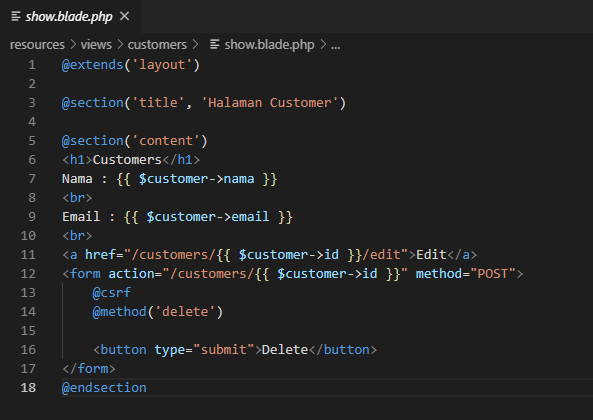 show.blade.php ×
resources > views > customers > show.blade.php > ...
1 @extends('layout')
2
3 @section('title', 'Halaman Customer')
4
5 @section('content')
6 <h1>Customers</h1>
7 Nama : {{ $customer->nama }}
8 <br>
9 Email : {{ $customer->email }}
10 <br>
11 <a href="/customers/{{ $customer->id }}/edit">Edit</a>
12 <form action="/customers/{{ $customer->id }}" method="POST">
13     @csrf
14     @method('delete')
15
16     <button type="submit">Delete</button>
17 </form>
18 @endsection